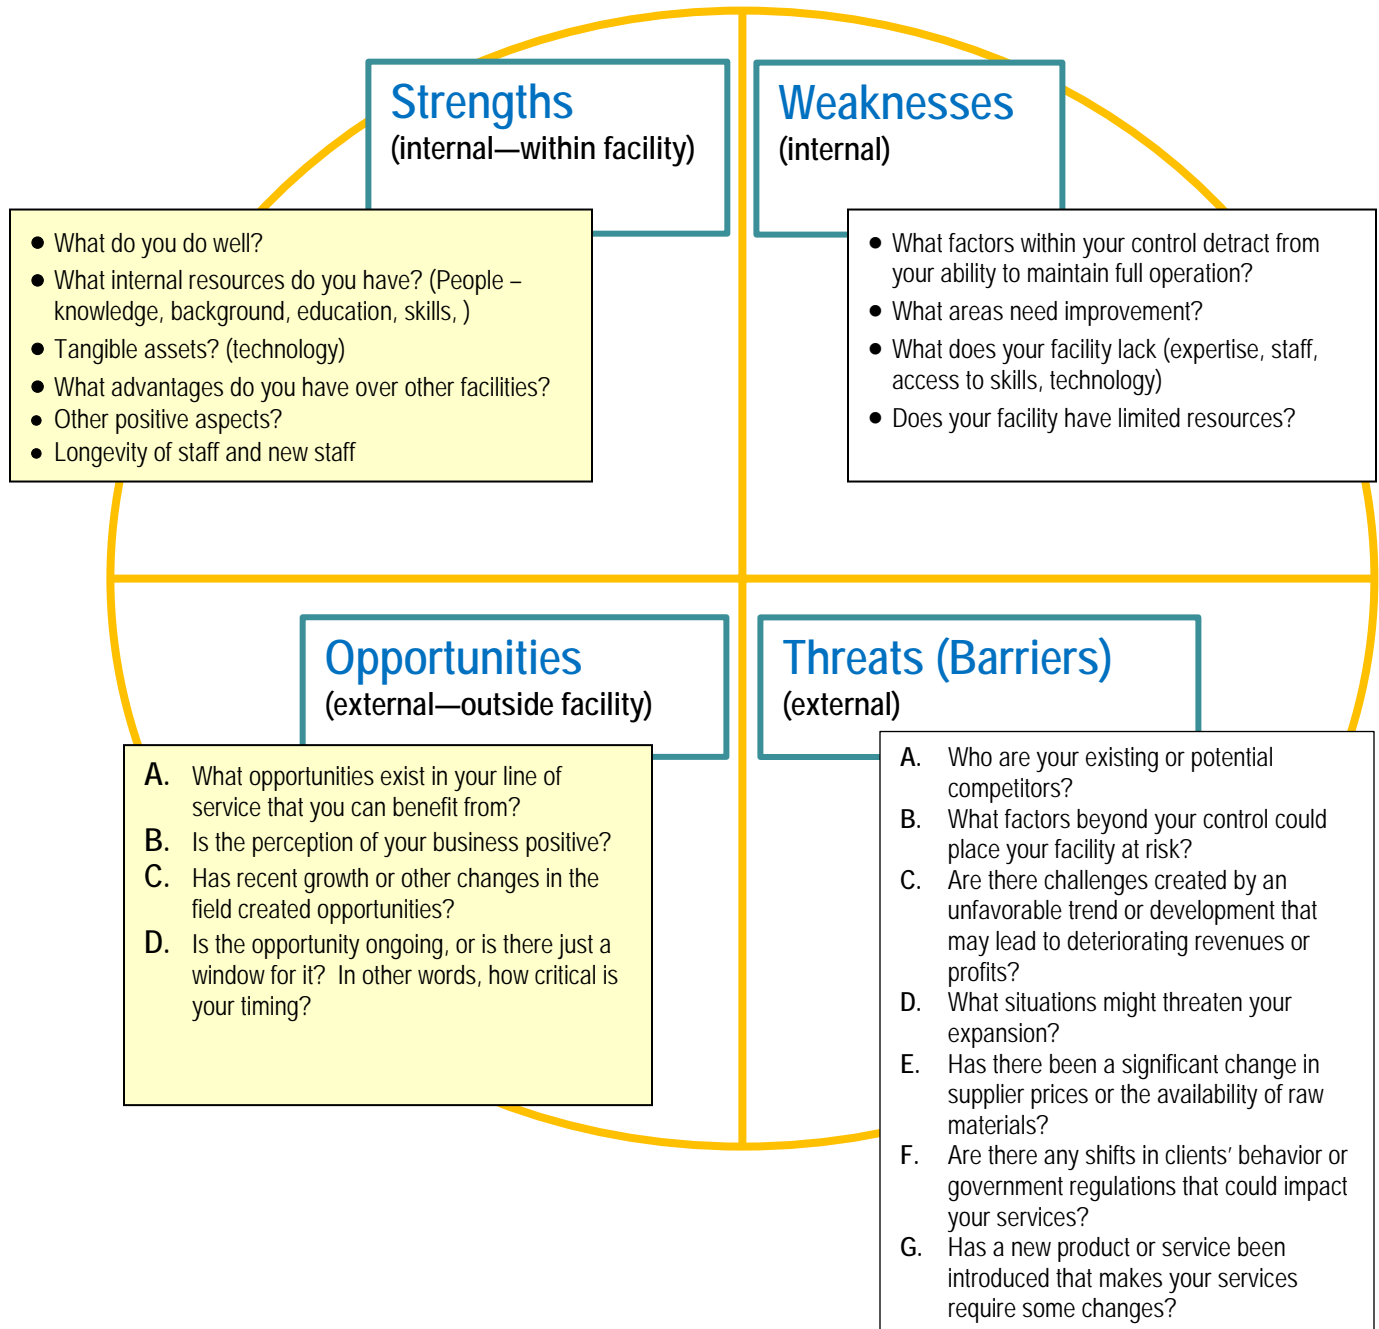 Strengths
(internal—within facility)
• What do you do well?
• What internal resources do you have? (People –
knowledge, background, education, skills, )
• Tangible assets? (technology)
• What advantages do you have over other facilities?
• Other positive aspects?
• Longevity of staff and new staff
Weaknesses
(internal)
• What factors within your control detract from
your ability to maintain full operation?
• What areas need improvement?
• What does your facility lack (expertise, staff,
access to skills, technology)
• Does your facility have limited resources?
Opportunities
(external—outside facility)
A. What opportunities exist in your line of
service that you can benefit from?
B. Is the perception of your business positive?
C. Has recent growth or other changes in the
field created opportunities?
D. Is the opportunity ongoing, or is there just a
window for it? In other words, how critical is
your timing?
Threats (Barriers)
(external)
A. Who are your existing or potential
competitors?
B. What factors beyond your control could
place your facility at risk?
C. Are there challenges created by an
unfavorable trend or development that
may lead to deteriorating revenues or
profits?
D. What situations might threaten your
expansion?
E. Has there been a significant change in
supplier prices or the availability of raw
materials?
F. Are there any shifts in clients’ behavior or
government regulations that could impact
your services?
G. Has a new product or service been
introduced that makes your services
require some changes?